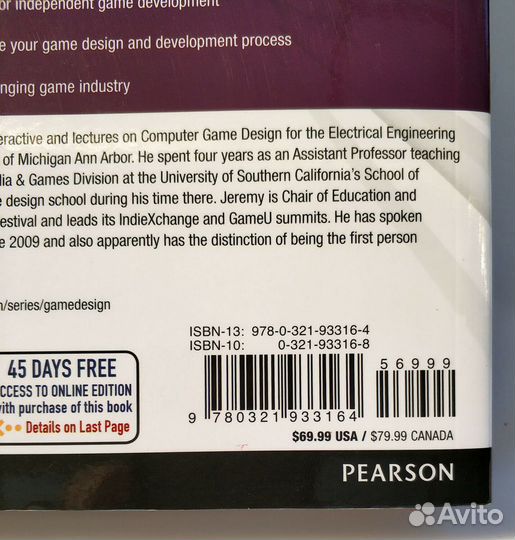 or independent game development
e your game design and development process
nging game industry
eractive and lectures on Computer Game Design for the Electrical Engineering
of Michigan Ann Arbor. He spent four years as an Assistant Professor teaching
dia & Games Division at the University of Southern California's School of
e design school during his time there. Jeremy is Chair of Education and
estival and leads its IndieXchange and GameU summits. He has spoken
e 2009 and also apparently has the distinction of being the first person
m/series/gamedesign
ISBN-13: 978-0-321-93316-4
ISBN-10: 0-321-93316-8
45 DAYS FREE
ACCESS TO ONLINE EDITION
with purchase of this book
Details on Last Page
56999
9 780321 933164
$69.99 USA / $79.99 CANADA
PEARSON
Avito